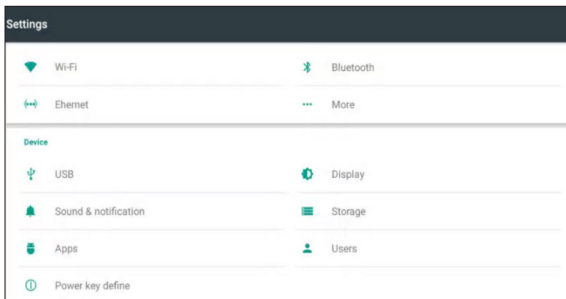 Settings
Wi-Fi
Bluetooth
Ehernet
More
Device
USB
Display
Sound & notification
Storage
Apps
Users
Power key define